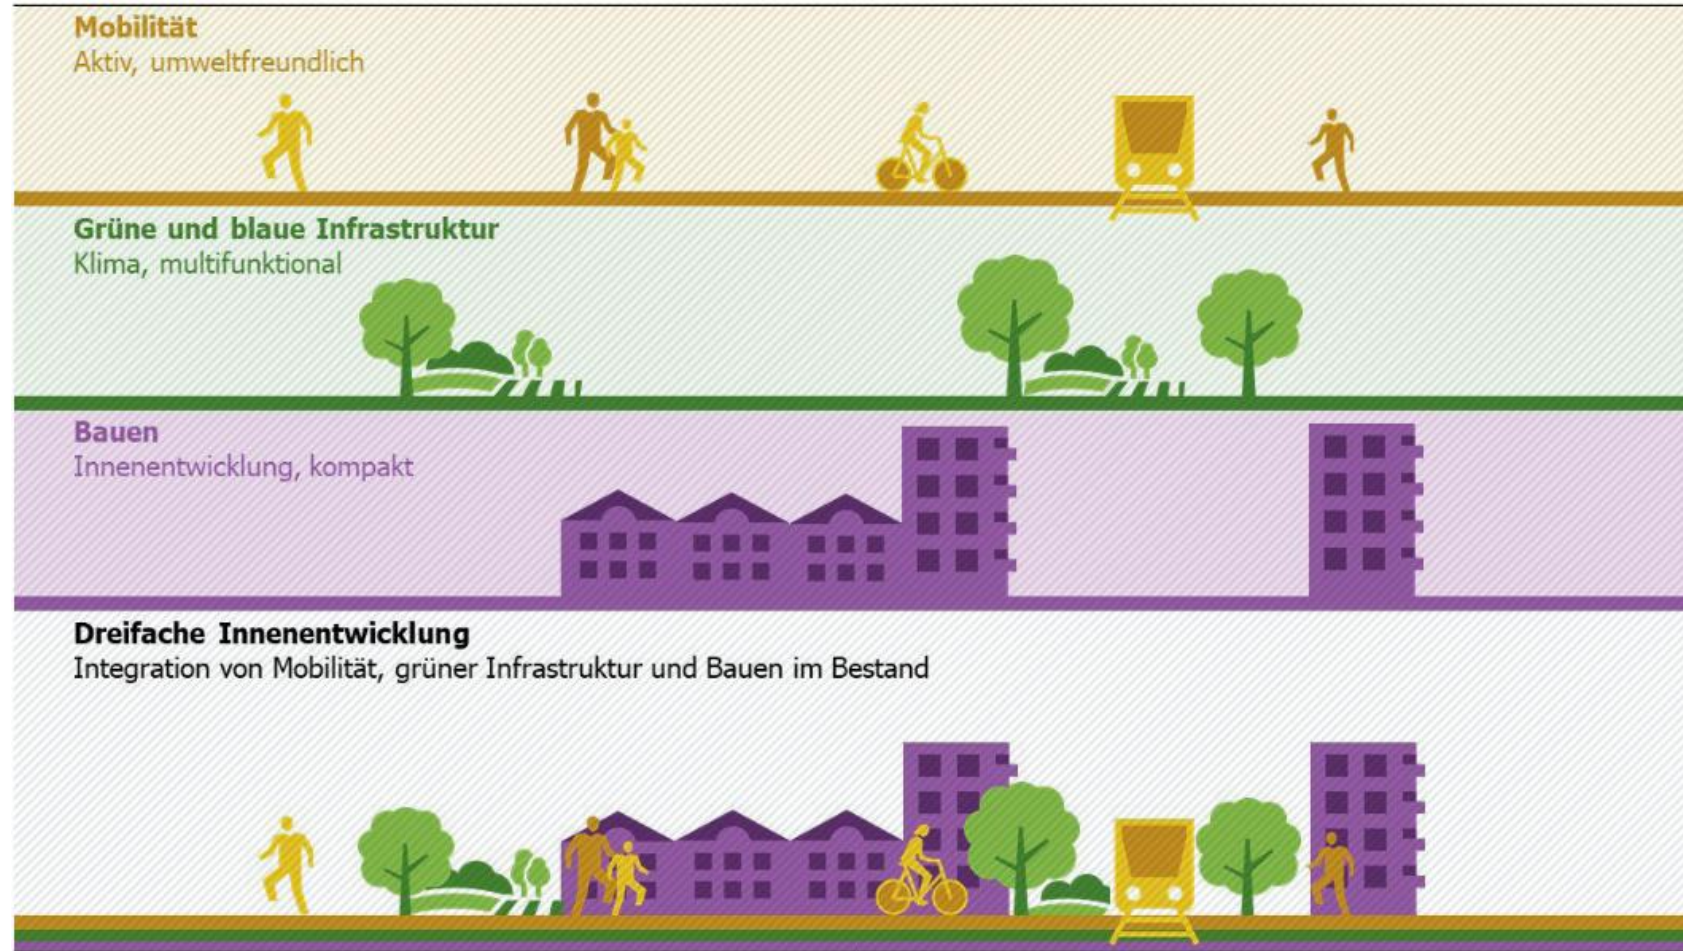 Mobilität
Aktiv, umweltfreundlich
Grüne und blaue Infrastruktur
Klima, multifunktional
Bauen
Innenentwicklung, kompakt
Dreifache Innenentwicklung
Integration von Mobilität, grüner Infrastruktur und Bauen im Bestand